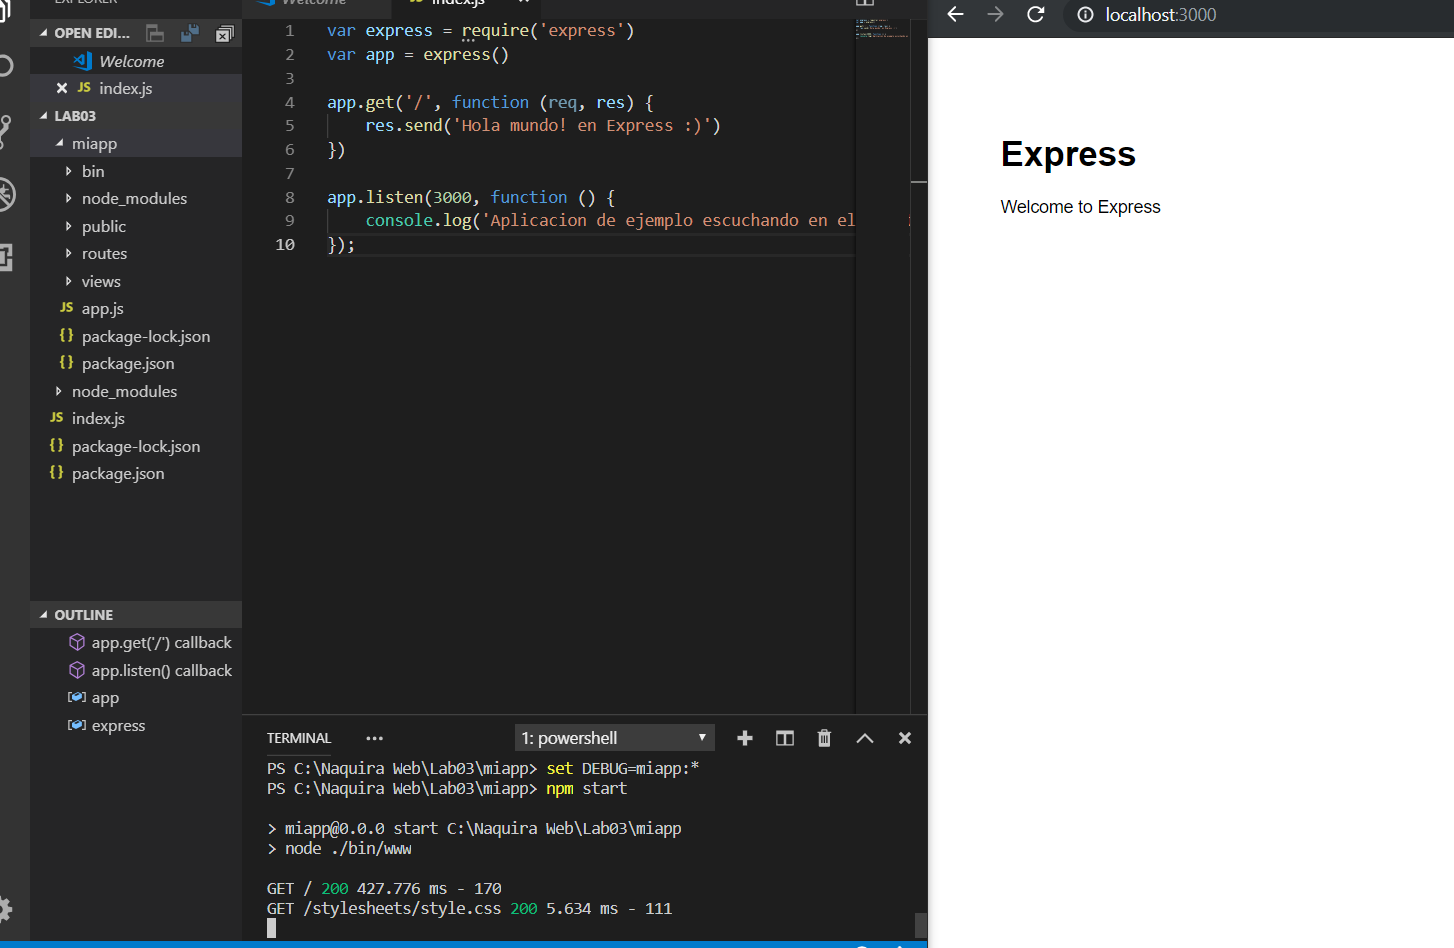 EXPLORER
OPEN EDI...
Welcome
JS index.js
LAB03
miapp
bin
node_modules
public
routes
views
JS app.js
{} package-lock.json
{} package.json
node_modules
JS index.js
{} package-lock.json
{} package.json
OUTLINE
app.get('/') callback
app.listen() callback
app
express
Welcome
index.js
1 var express = require('express')
2 var app = express()
3
4 app.get('/', function (req, res) {
5 res.send('Hola mundo! en Express :)')
6 })
7
8 app.listen(3000, function () {
9 console.log('Aplicacion de ejemplo escuchando en el
10 });
TERMINAL ... 1: powershell
PS C:\Naquira Web\Lab03\miapp> set DEBUG=miapp:*
PS C:\Naquira Web\Lab03\miapp> npm start
> miapp@0.0.0 start C:\Naquira Web\Lab03\miapp
> node ./bin/www
GET / 200 427.776 ms - 170
GET /stylesheets/style.css 200 5.634 ms - 111
localhost:3000
Express
Welcome to Express